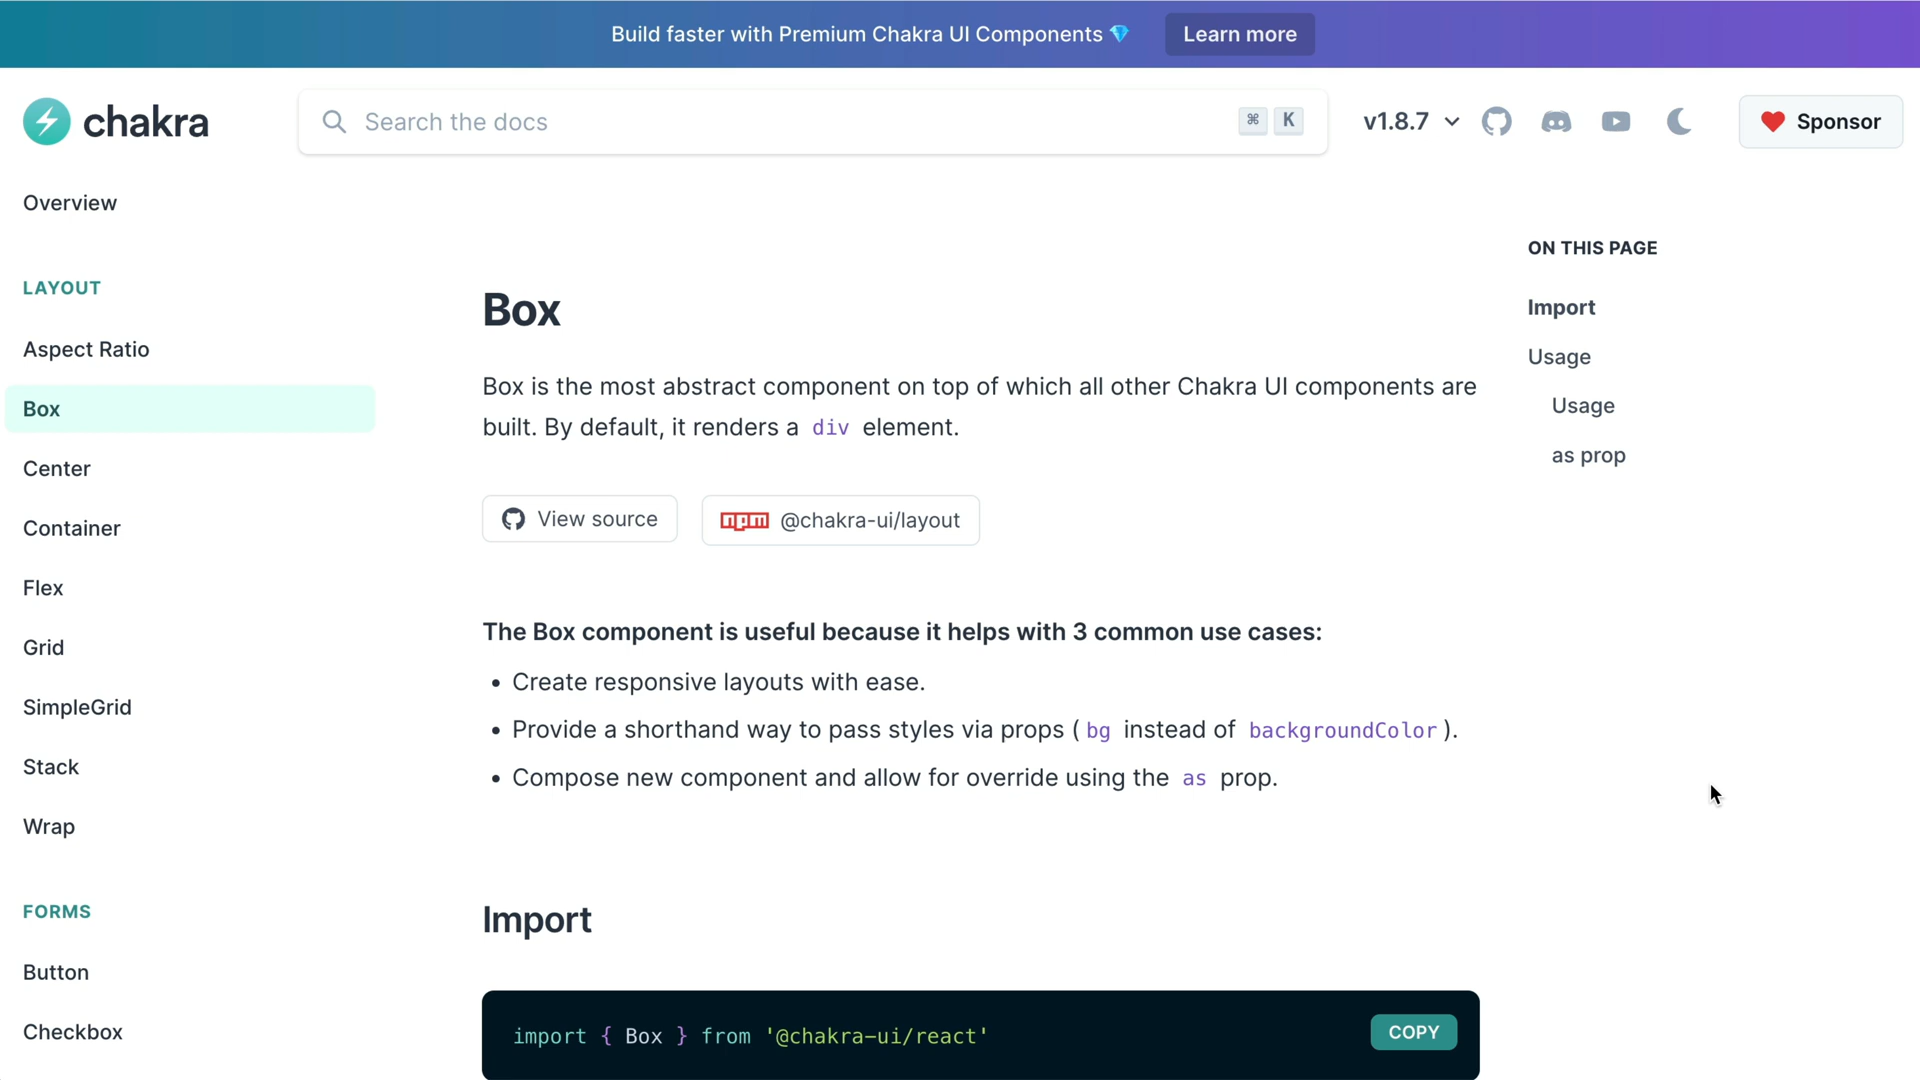 Build faster with Premium Chakra UI Components 💎 Learn more
chakra
Search the docs
⌘ K
v1.8.7
Sponsor
Overview
LAYOUT
Aspect Ratio
Box
Center
Container
Flex
Grid
SimpleGrid
Stack
Wrap
FORMS
Button
Checkbox
Box
Box is the most abstract component on top of which all other Chakra UI components are
built. By default, it renders a div element.
View source
npm @chakra-ui/layout
The Box component is useful because it helps with 3 common use cases:
• Create responsive layouts with ease.
• Provide a shorthand way to pass styles via props ( bg instead of backgroundColor ).
• Compose new component and allow for override using the as prop.
Import
import { Box } from '@chakra-ui/react'
COPY
ON THIS PAGE
Import
Usage
Usage
as prop